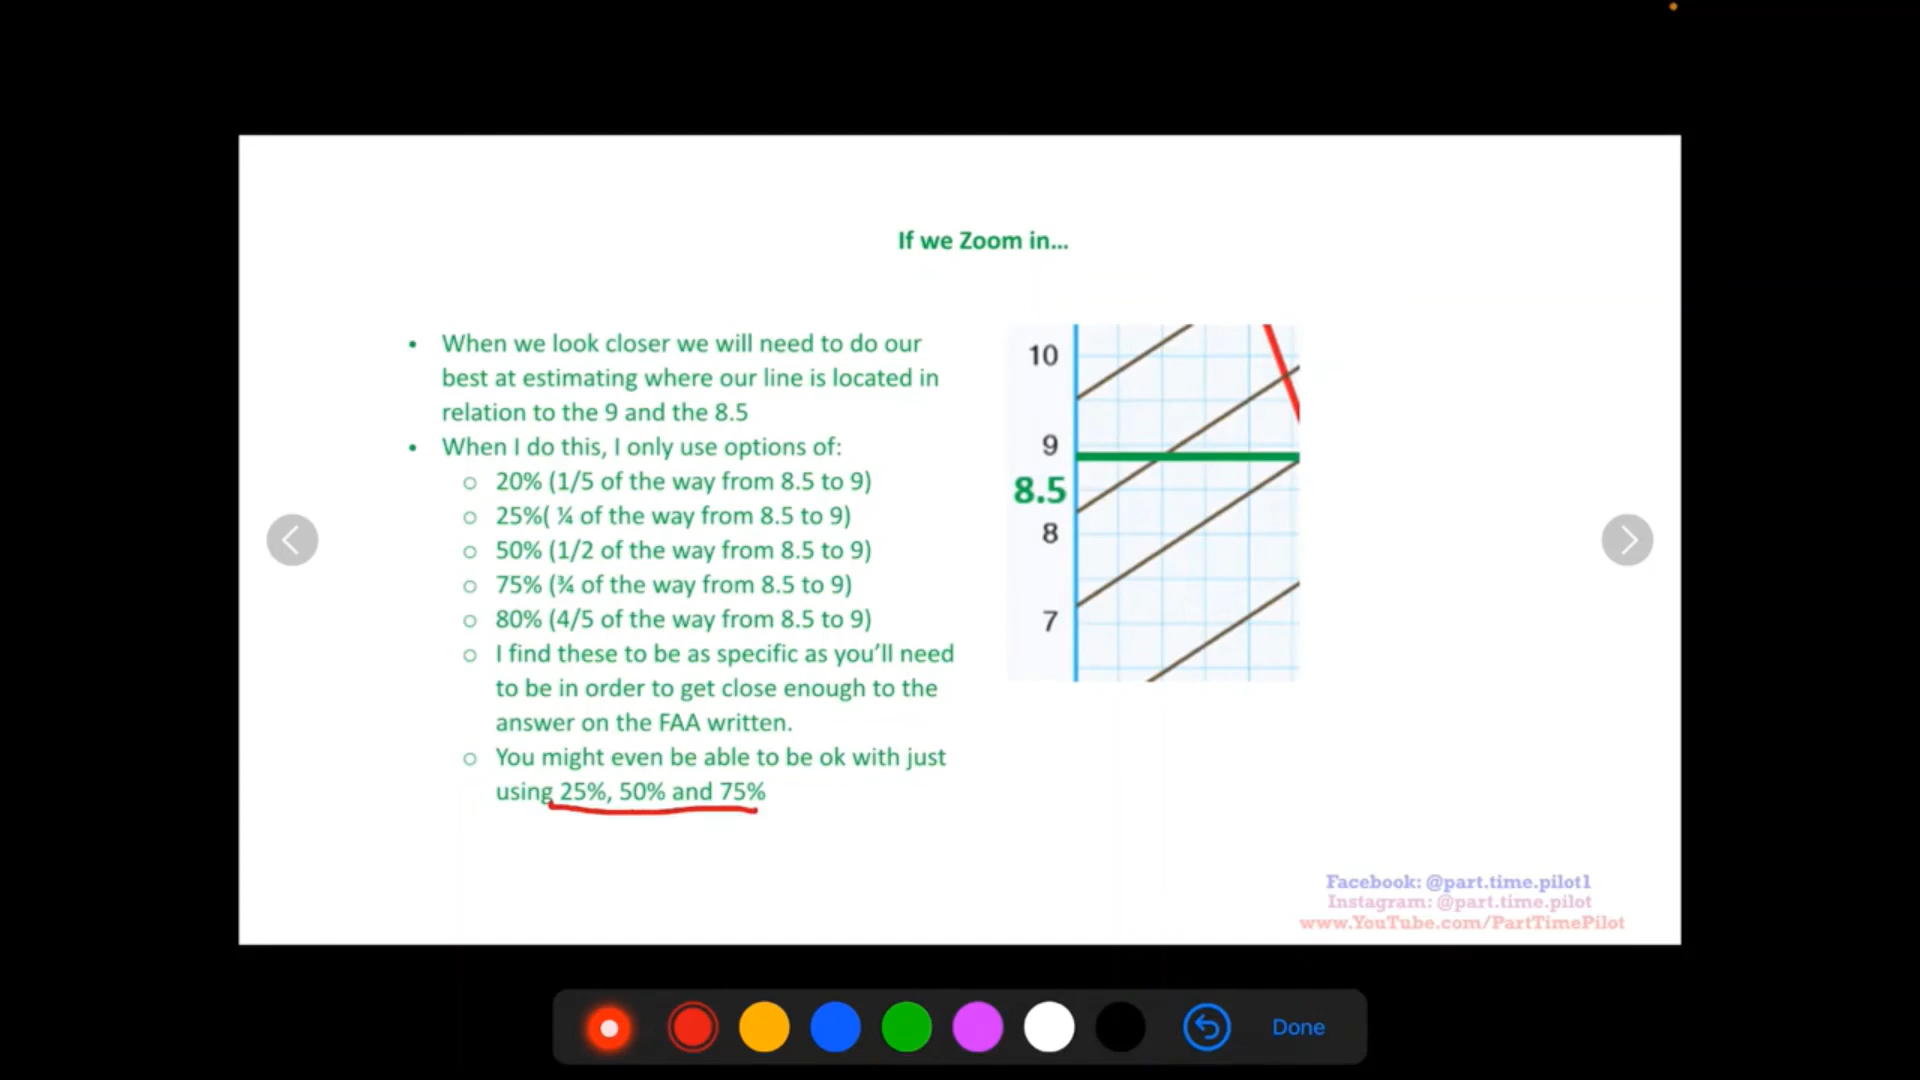 If we Zoom in...
• When we look closer we will need to do our
best at estimating where our line is located in
relation to the 9 and the 8.5
• When I do this, I only use options of:
○ 20% (1/5 of the way from 8.5 to 9)
○ 25%( ¼ of the way from 8.5 to 9)
○ 50% (1/2 of the way from 8.5 to 9)
○ 75% (¾ of the way from 8.5 to 9)
○ 80% (4/5 of the way from 8.5 to 9)
○ I find these to be as specific as you’ll need
to be in order to get close enough to the
answer on the FAA written.
○ You might even be able to be ok with just
using 25%, 50% and 75%
10
9
8.5
8
7
Facebook: @part.time.pilot1
Instagram: @part.time.pilot
www.YouTube.com/PartTimePilot
Done